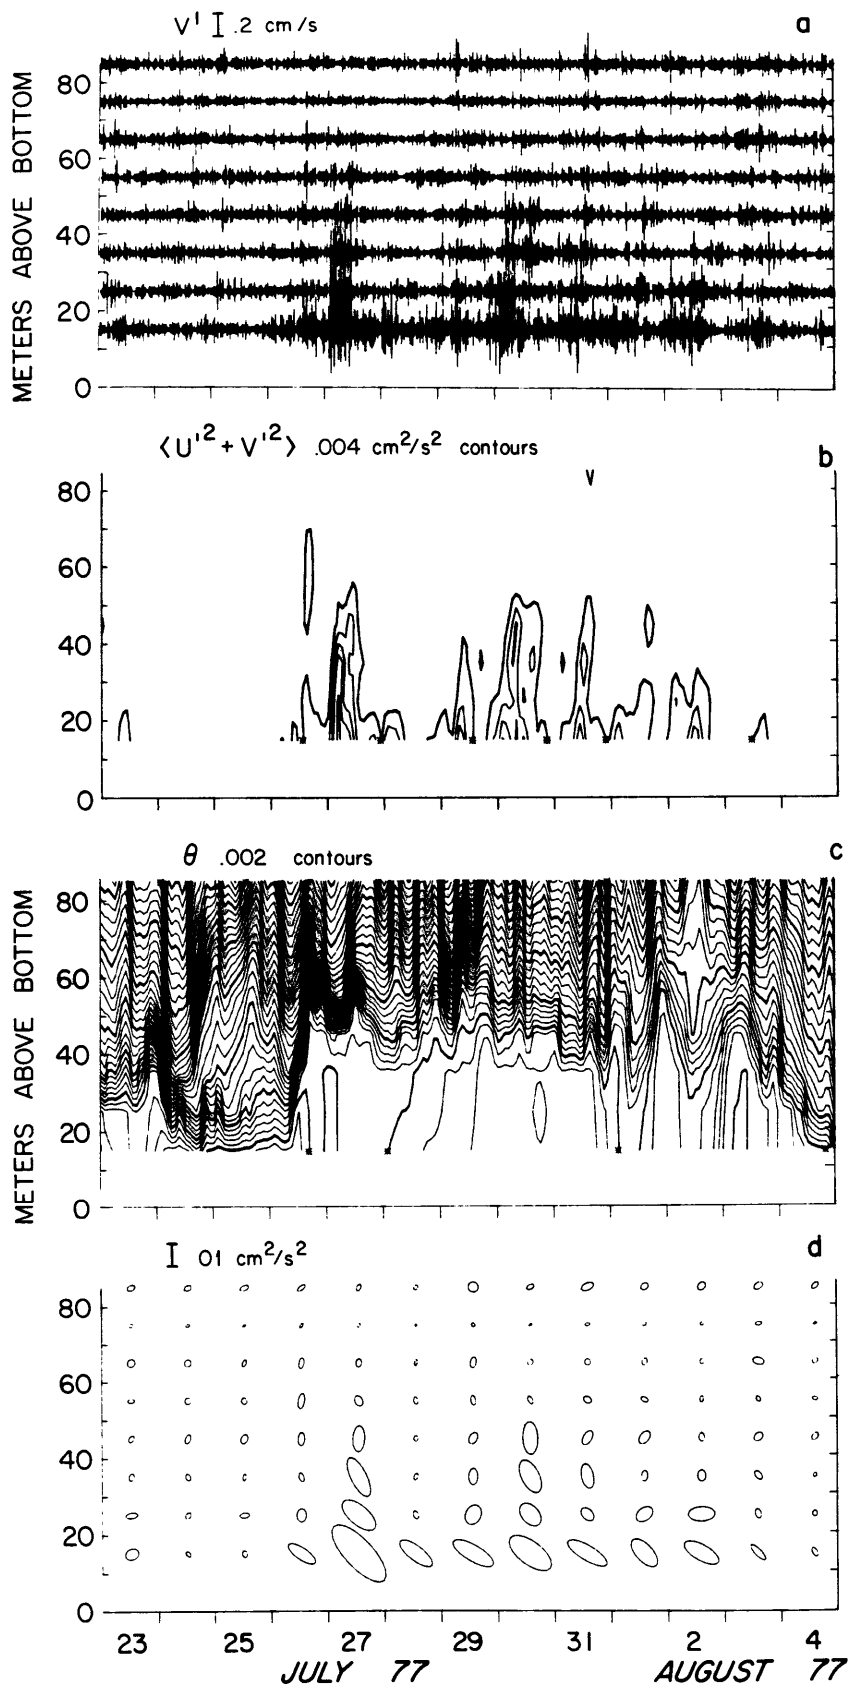 V' .2 cm/s a
80
60
40
20
0
METERS ABOVE BOTTOM
<U'2 + V'2> .004 cm2/s2 contours b
80
60
40
20
0
θ .002 contours c
80
60
40
20
0
METERS ABOVE BOTTOM
01 cm2/s2 d
80
60
40
20
0
23 25 27 29 31 2 4
JULY 77 AUGUST 77